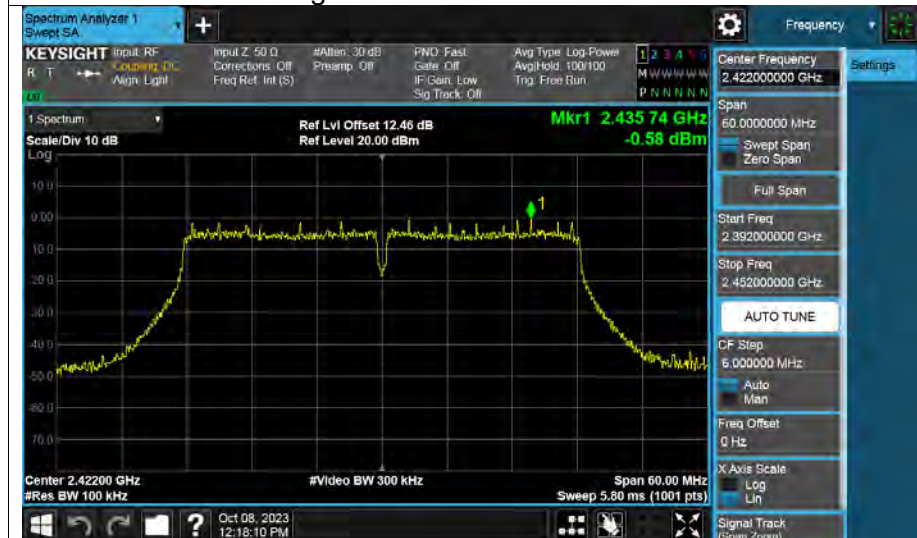 Spectrum Analyzer 1
Swept SA
+
Frequency
KEYSIGHT
R T
Input: RF
Coupling: DC
Align: Light
Input Z: 50 Ω
Corrections: Off
Freq Ref: Int (S)
#Atten: 30 dB
Preamp: Off
PNO: Fast
Gate: Off
IF Gain: Low
Sig Track: Off
Avg Type: Log-Power
Avg|Hold: 100/100
Trig: Free Run
1 2 3 4 5 6
M W W W W W
P N N N N N
1 Spectrum
Scale/Div 10 dB
Log
Ref Lvl Offset 12.46 dB
Ref Level 20.00 dBm
Mkr1 2.435 74 GHz
-0.58 dBm
10.0
0.00
-10.0
-20.0
-30.0
-40.0
-50.0
-60.0
-70.0
1
Center 2.42200 GHz
#Res BW 100 kHz
#Video BW 300 kHz
Span 60.00 MHz
Sweep 5.80 ms (1001 pts)
?
Oct 08, 2023
12:18:10 PM
Center Frequency
2.422000000 GHz
Settings
Span
60.0000000 MHz
Swept Span
Zero Span
Full Span
Start Freq
2.392000000 GHz
Stop Freq
2.452000000 GHz
AUTO TUNE
CF Step
6.000000 MHz
Auto
Man
Freq Offset
0 Hz
X Axis Scale
Log
Lin
Signal Track
(Span Zoom)